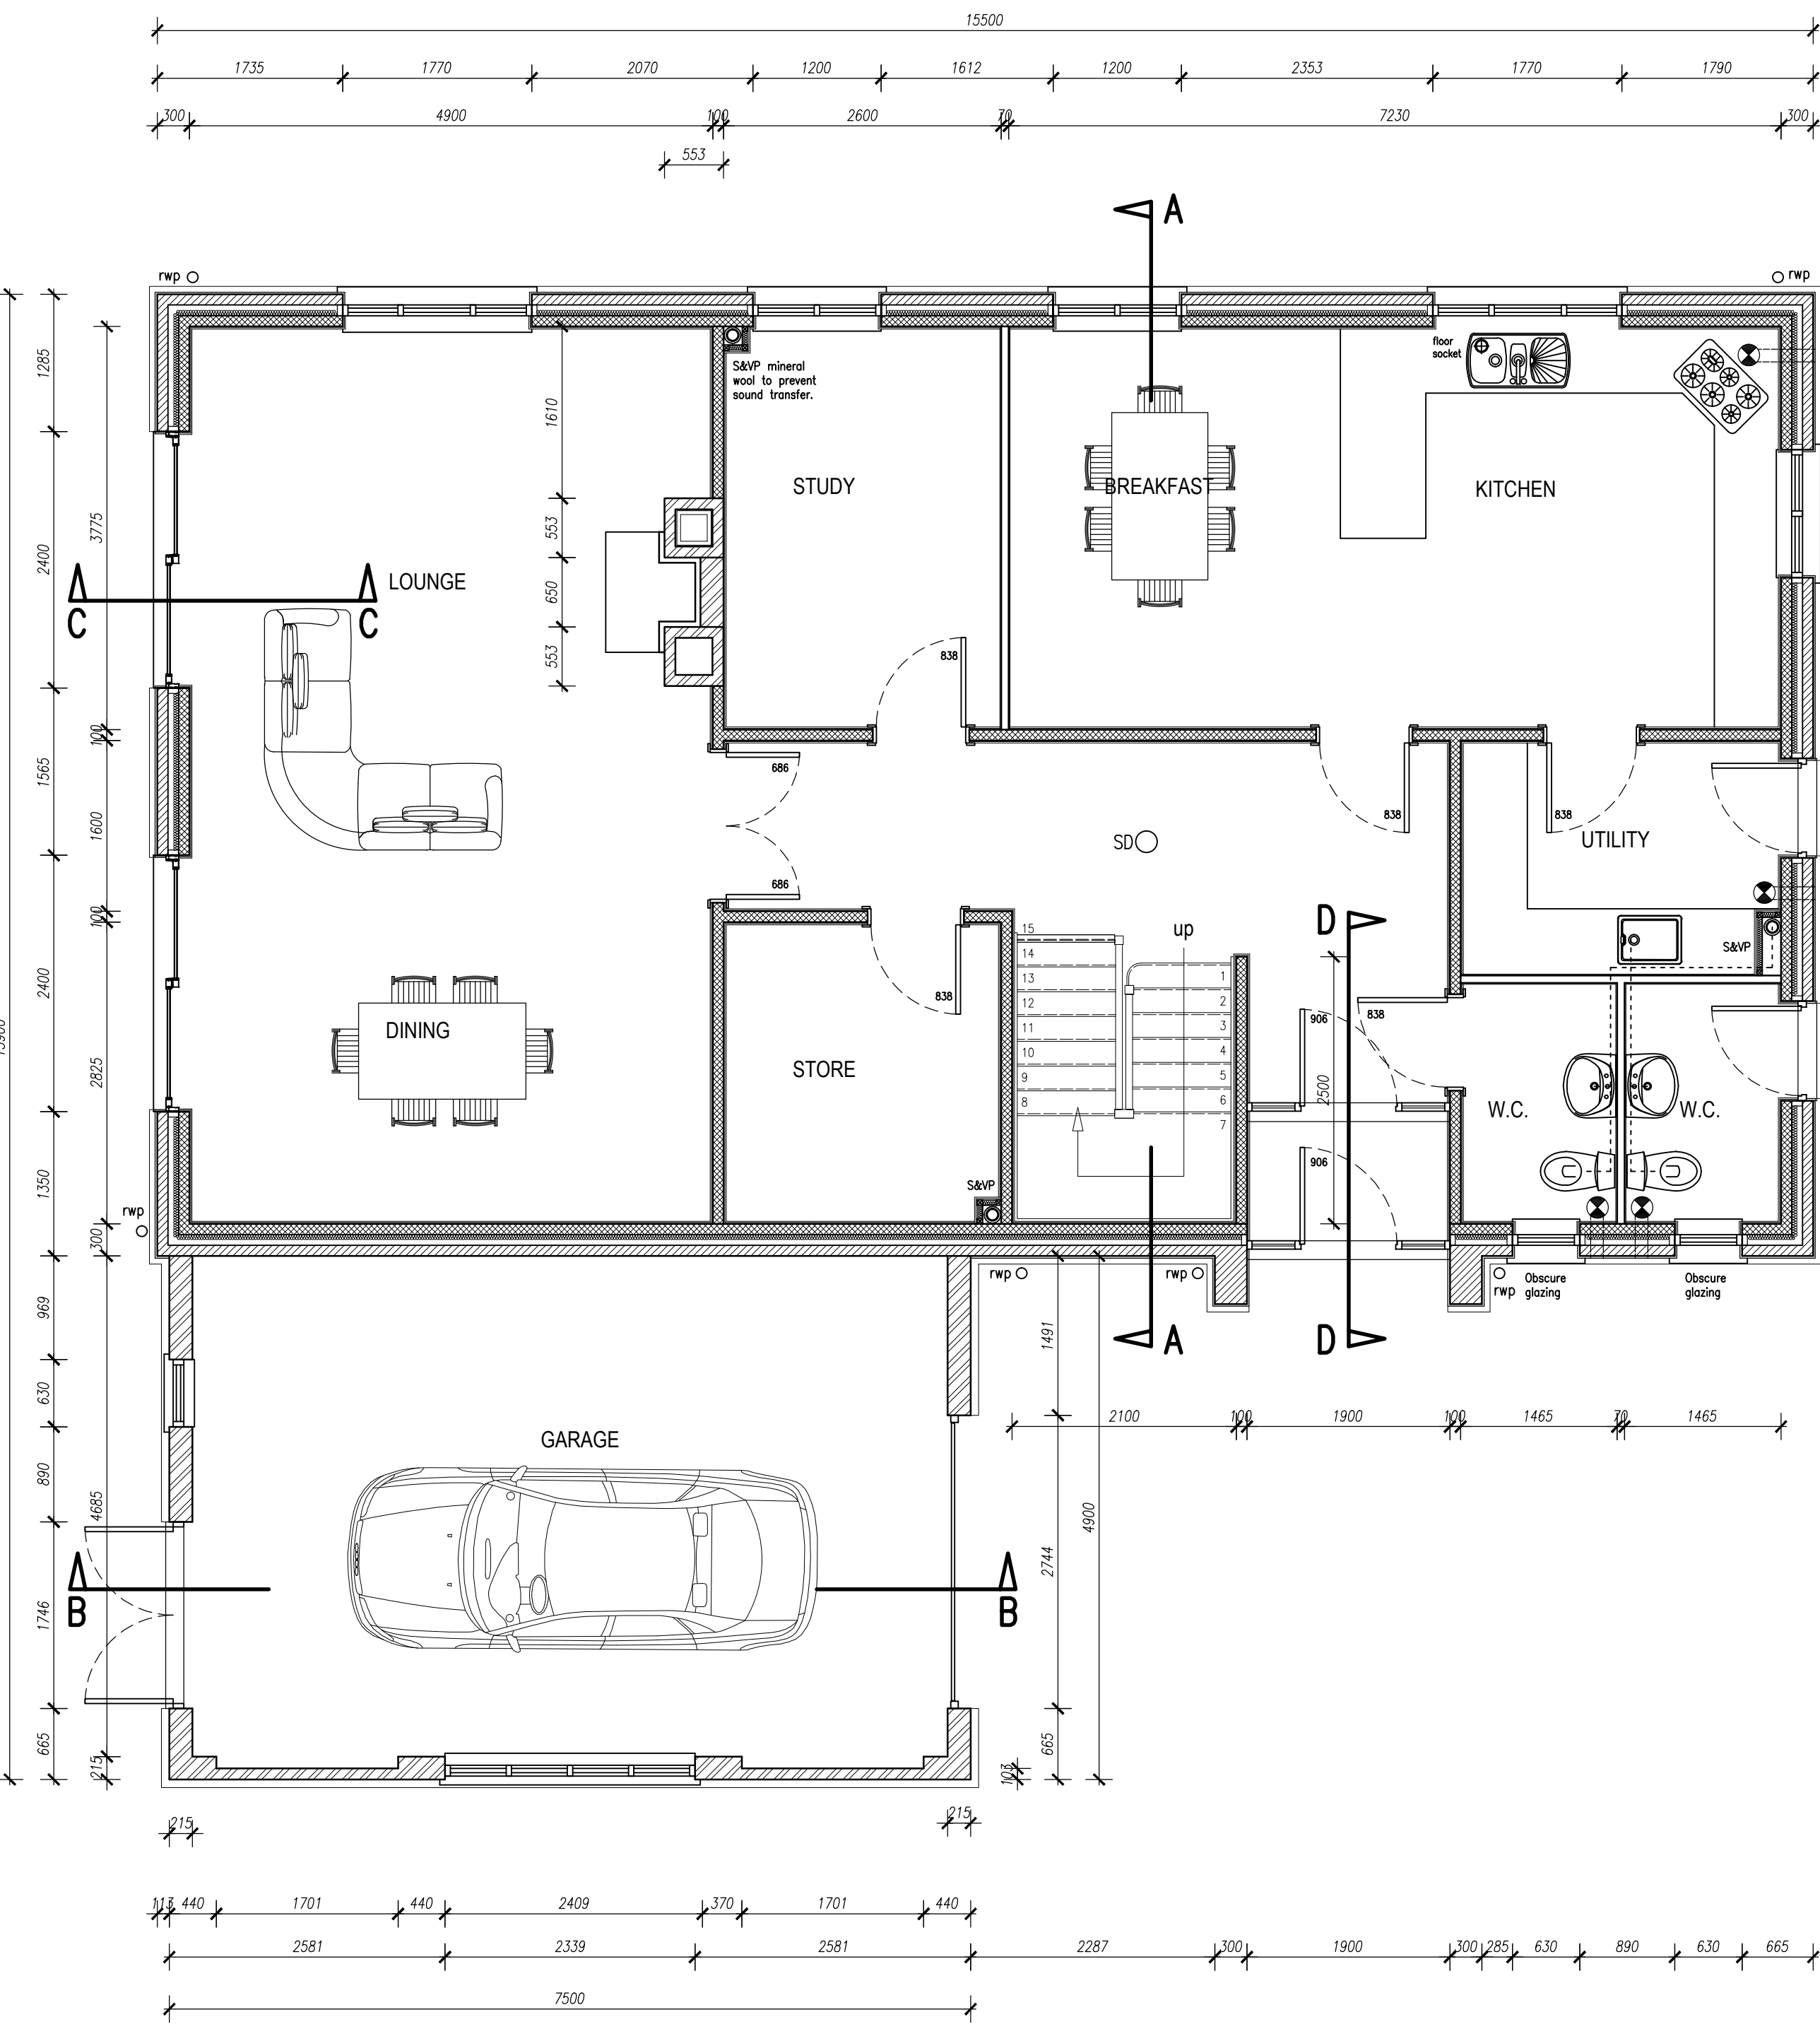 15500
1735 1770 2070 1200 1612 1200 2353 1770 1790
300 4900 100 2600 70 7230 300
553
A
rwp
rwp
S&VP mineral
wool to prevent
sound transfer.
floor
socket
1285
1610
3775
2400
553
650
553
STUDY
BREAKFAST
KITCHEN
LOUNGE
C
C
838
100
1565
1600
686
686
838
838
SD
UTILITY
100
2400
2825
DINING
838
STORE
S&VP
up
15
14
13
12
11
10
9
8
1
2
3
4
5
6
7
D
2500
906
906
838
S&VP
W.C.
W.C.
1350
rwp
300
rwp
rwp
rwp
Obscure
glazing
Obscure
glazing
A
D
969
630
890
4685
1746
665
215
1491
2744
4900
665
103
2100 100 1900 100 1465 70 1465
GARAGE
B
B
215
215
113 440 1701 440 2409 370 1701 440
2581 2339 2581 2287 300 1900 300 285 630 890 630 665
7500